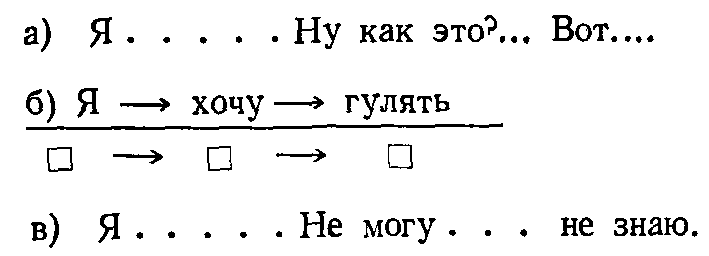 а) Я . . . . . Ну как это?... Вот....
б) Я → хочу → гулять
□ → □ → □
в) Я . . . . . Не могу . . . не знаю.